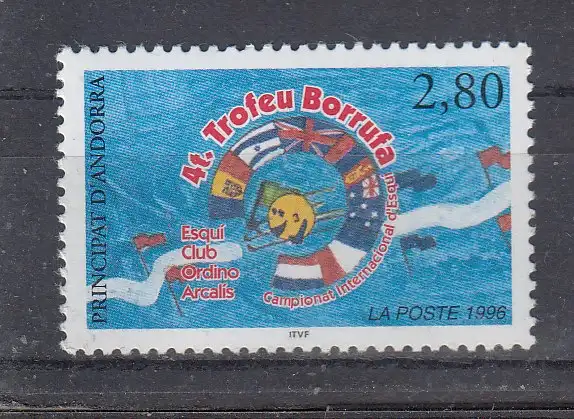 4t. Trofeu Borrufa
2,80
PRINCIPAT D'ANDORRA
Esquí
Club
Ordino
Arcalís
Campionat Internacional d'Esquí
LA POSTE 1996
ITVF